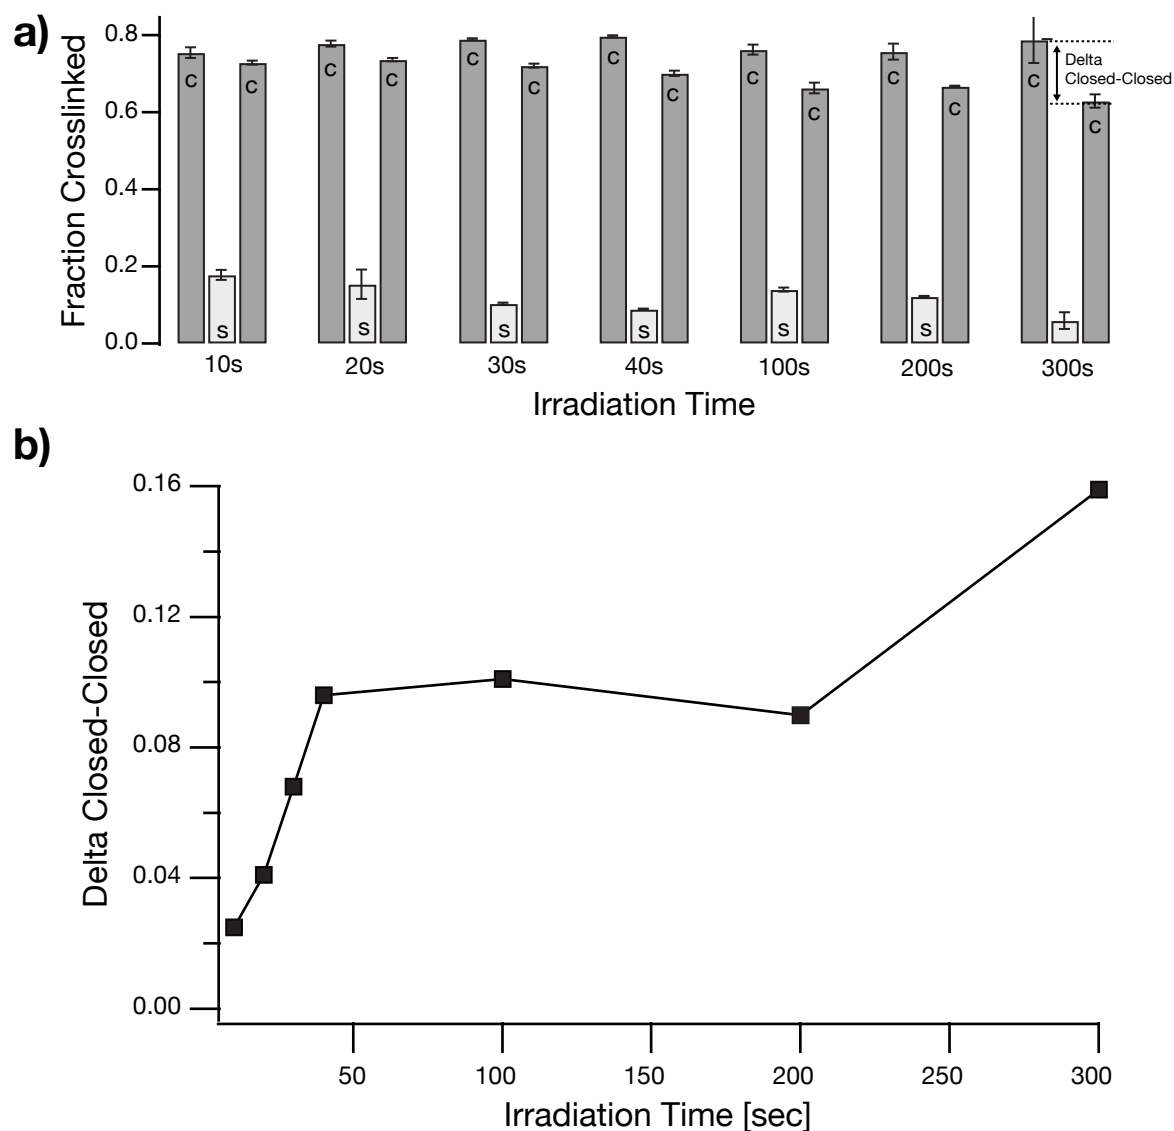 a)
Fraction Crosslinked
0.8
0.6
0.4
0.2
0.0
C C C C C C C C C C C C C C
S S S S S S
Delta
Closed-Closed
10s 20s 30s 40s 100s 200s 300s
Irradiation Time
b)
Delta Closed-Closed
0.16
0.12
0.08
0.04
0.00
50 100 150 200 250 300
Irradiation Time [sec]